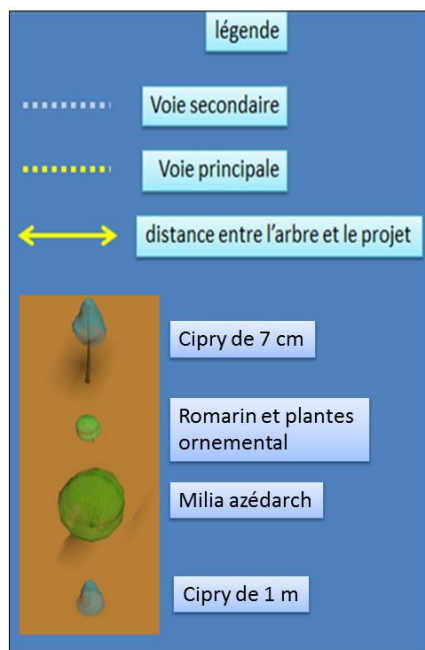 légende
Voie secondaire
Voie principale
distance entre l'arbre et le projet
Cipry de 7 cm
Romarin et plantes
ornemental
Milia azédarch
Cipry de 1 m